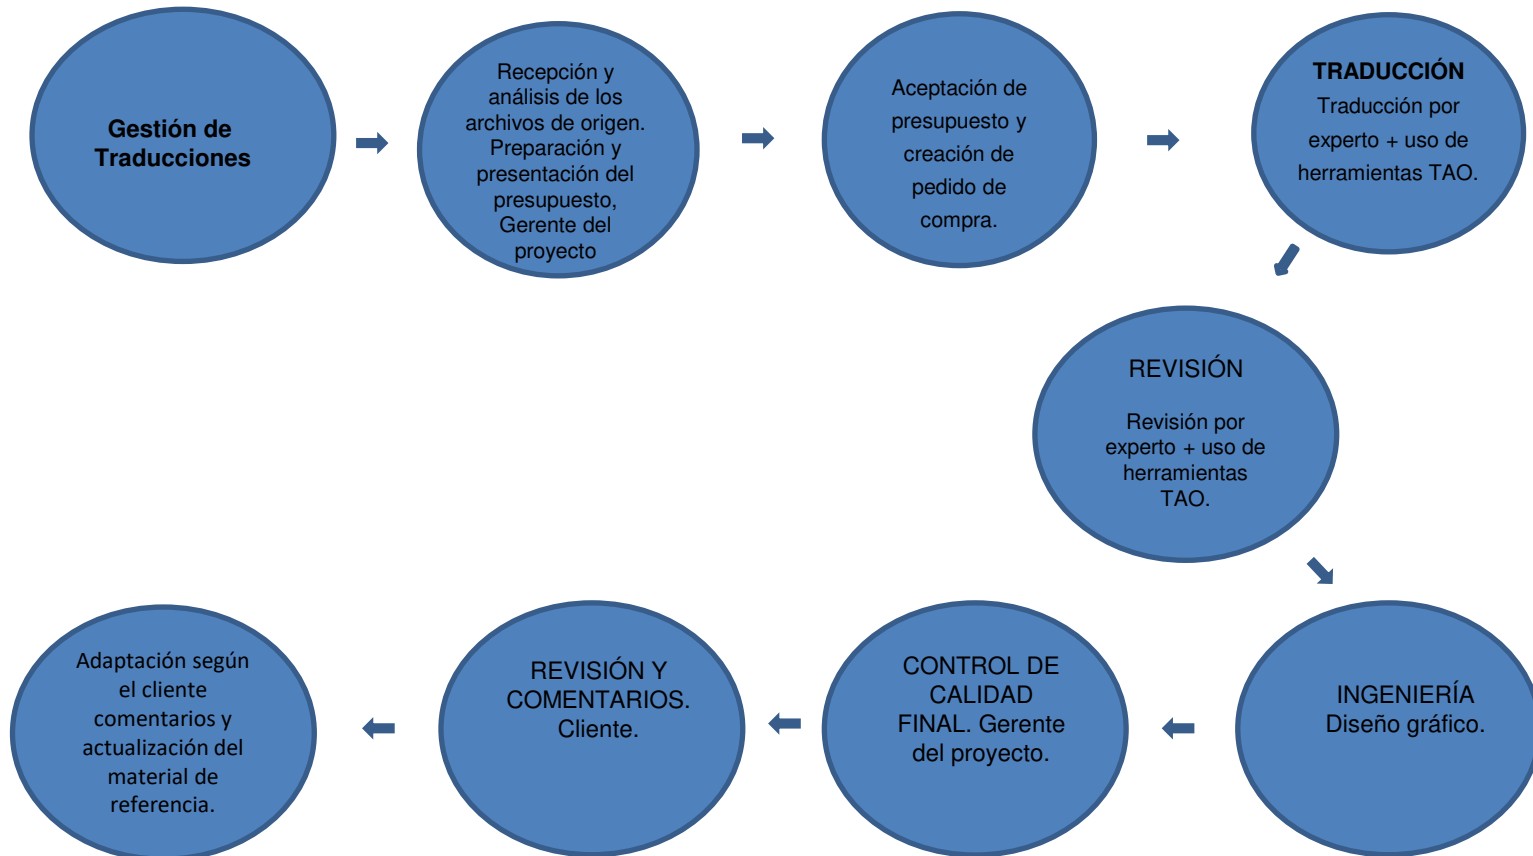 Gestión de
Traducciones
Recepción y
análisis de los
archivos de origen.
Preparación y
presentación del
presupuesto,
Gerente del
proyecto
Aceptación de
presupuesto y
creación de
pedido de
compra.
TRADUCCIÓN
Traducción por
experto + uso de
herramientas TAO.
REVISIÓN
Revisión por
experto + uso de
herramientas
TAO.
INGENIERÍA
Diseño gráfico.
CONTROL DE
CALIDAD
FINAL. Gerente
del proyecto.
REVISIÓN Y
COMENTARIOS.
Cliente.
Adaptación según
el cliente
comentarios y
actualización del
material de
referencia.